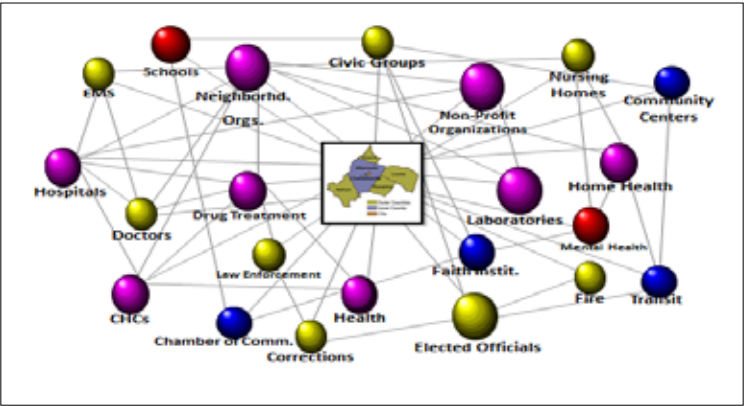 Schools
Civic Groups
EMS
Neighborhd.
Orgs.
Nursing
Homes
Community
Centers
Non-Profit
Organizations
Hospitals
Home Health
Drug Treatment
Laboratories
Doctors
Mental Health
Law Enforcement
Faith Instit.
CHCs
Health
Fire
Transit
Chamber of Comm.
Corrections
Elected Officials